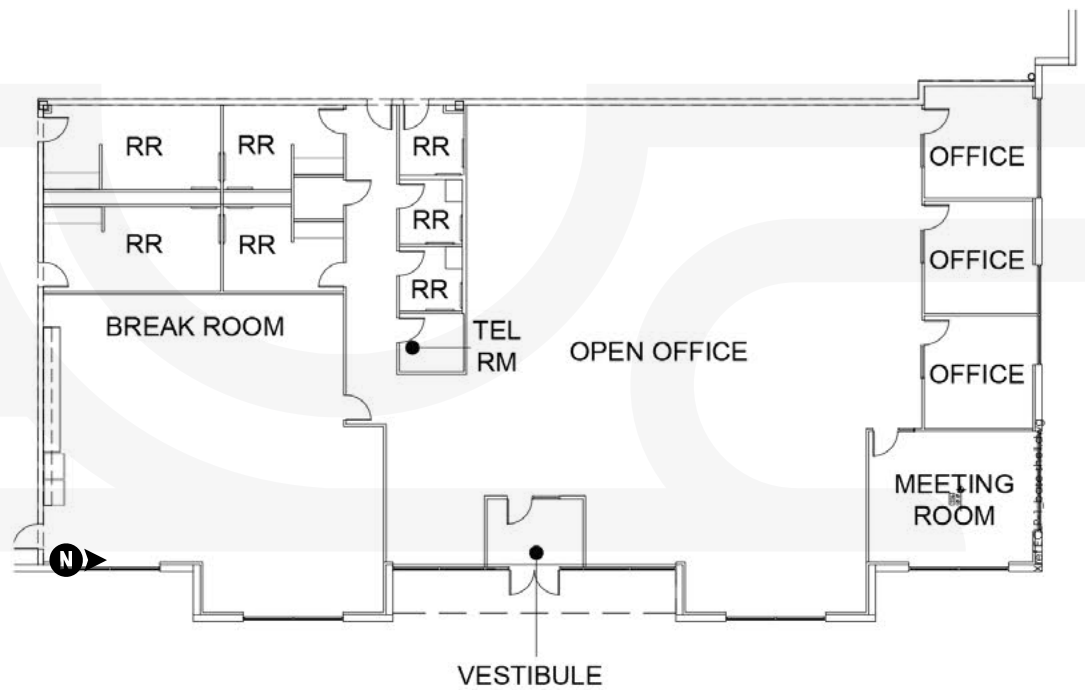 RR
RR
RR
OFFICE
RR
RR
RR
OFFICE
RR
BREAK ROOM
TEL
RM
OPEN OFFICE
OFFICE
MEETING
ROOM
N
VESTIBULE